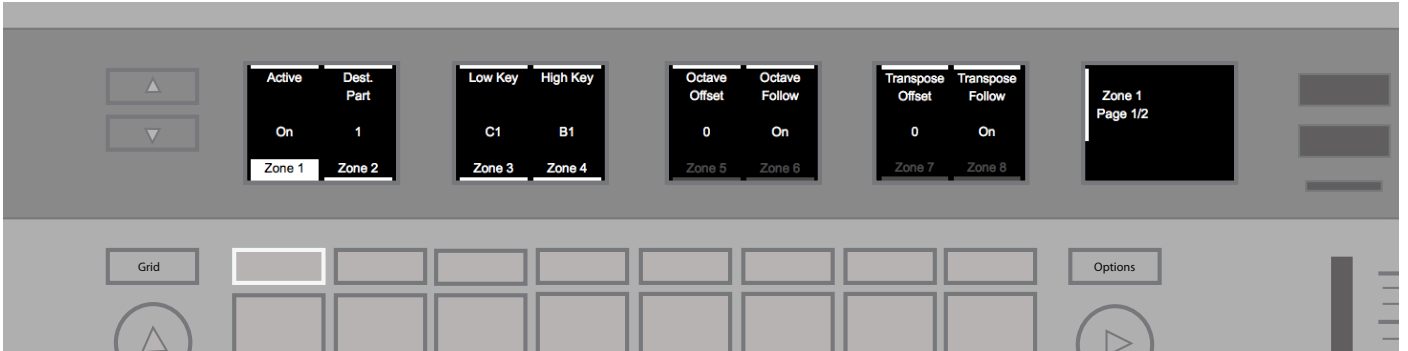 Active Dest. Low Key High Key Octave Octave Transpose Transpose
Part Offset Follow Offset Follow
Zone 1
Page 1/2
On 1 C1 B1 0 On 0 On
Zone 1 Zone 2 Zone 3 Zone 4 Zone 5 Zone 6 Zone 7 Zone 8
Grid Options